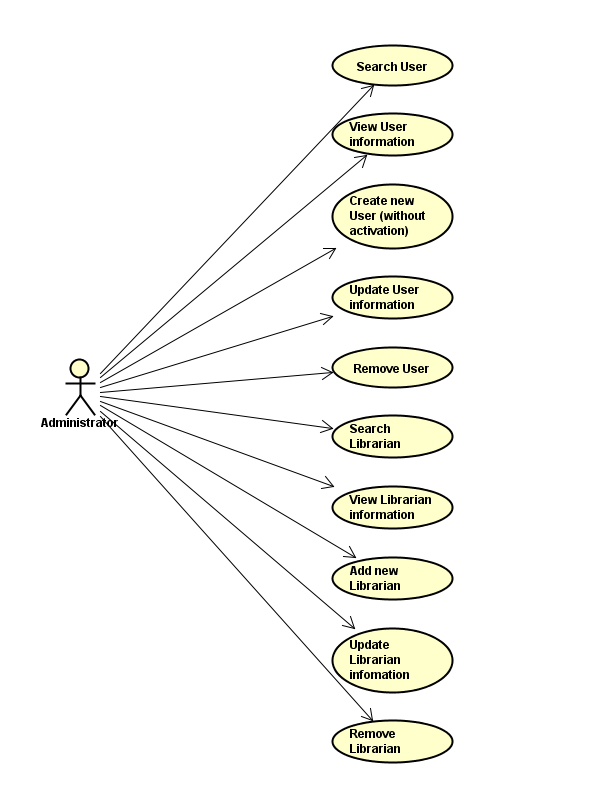 Search User
View User
information
Create new
User (without
activation)
Update User
information
Remove User
Administrator
Search
Librarian
View Librarian
information
Add new
Librarian
Update
Librarian
infomation
Remove
Librarian